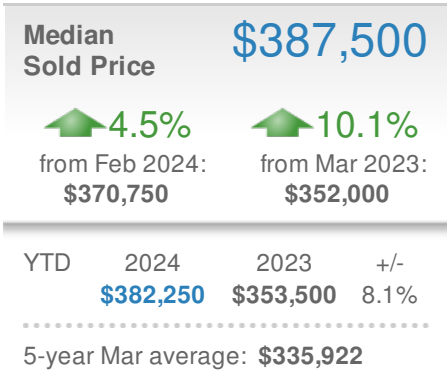 Median
Sold Price
$387,500
4.5%
from Feb 2024:
$370,750
10.1%
from Mar 2023:
$352,000
YTD 2024 2023 +/-
$382,250 $353,500 8.1%
5-year Mar average: $335,922